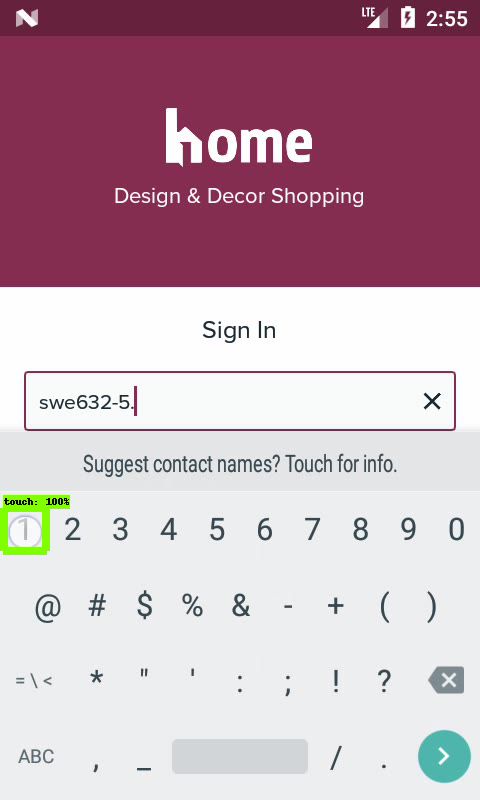 LTE 2:55
home
Design & Decor Shopping
Sign In
swe632-5.
Suggest contact names? Touch for info.
touch: 100%
1 2 3 4 5 6 7 8 9 0
@ # $ % & - + ( )
= \ < * " ' : ; ! ?
ABC , _ / .